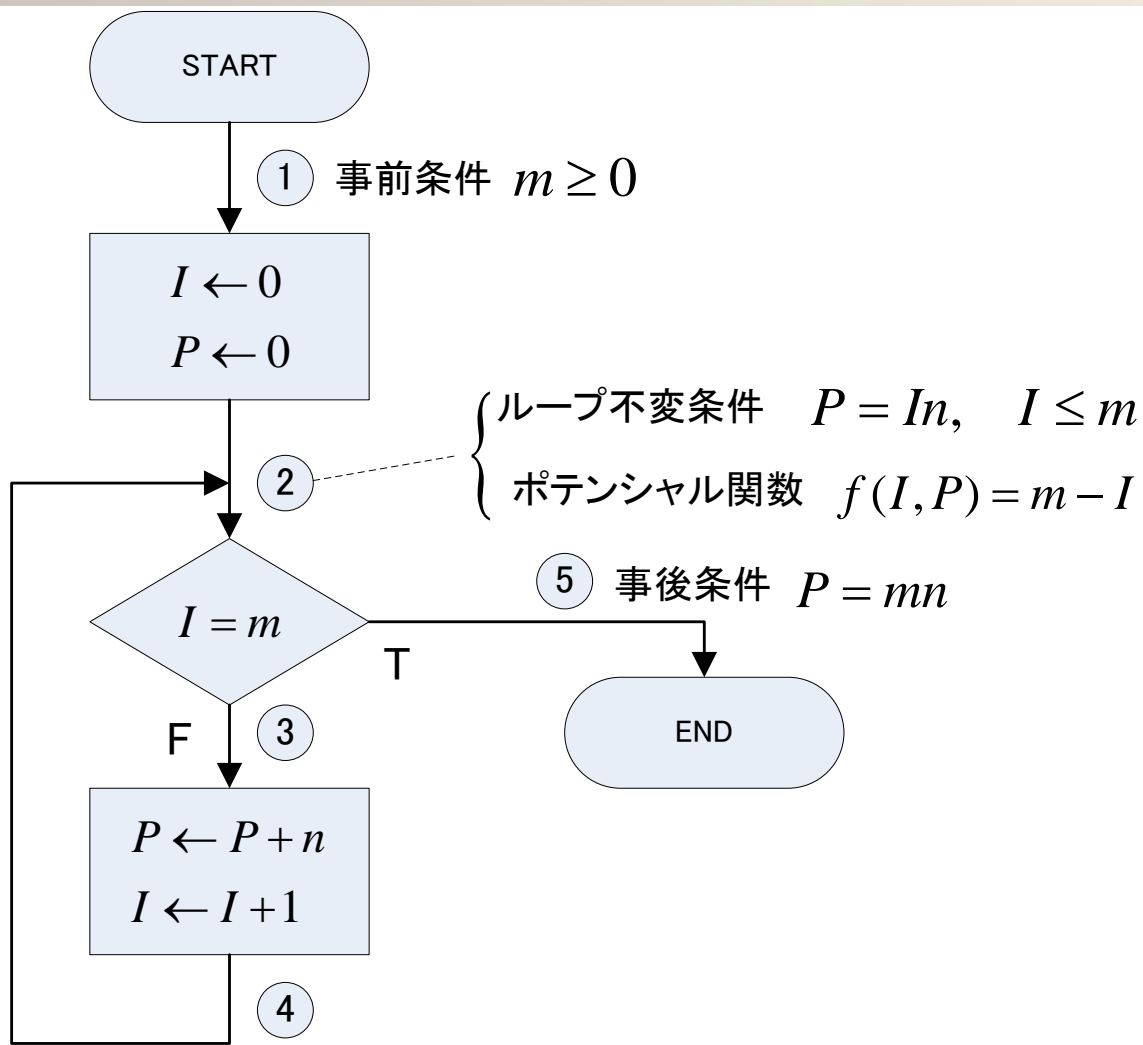 START
① 事前条件 m ≥ 0
I ← 0
P ← 0
ループ不変条件 P = In, I ≤ m
②
ポテンシャル関数 f(I, P) = m − I
⑤ 事後条件 P = mn
I = m
T
F ③
END
P ← P + n
I ← I + 1
④